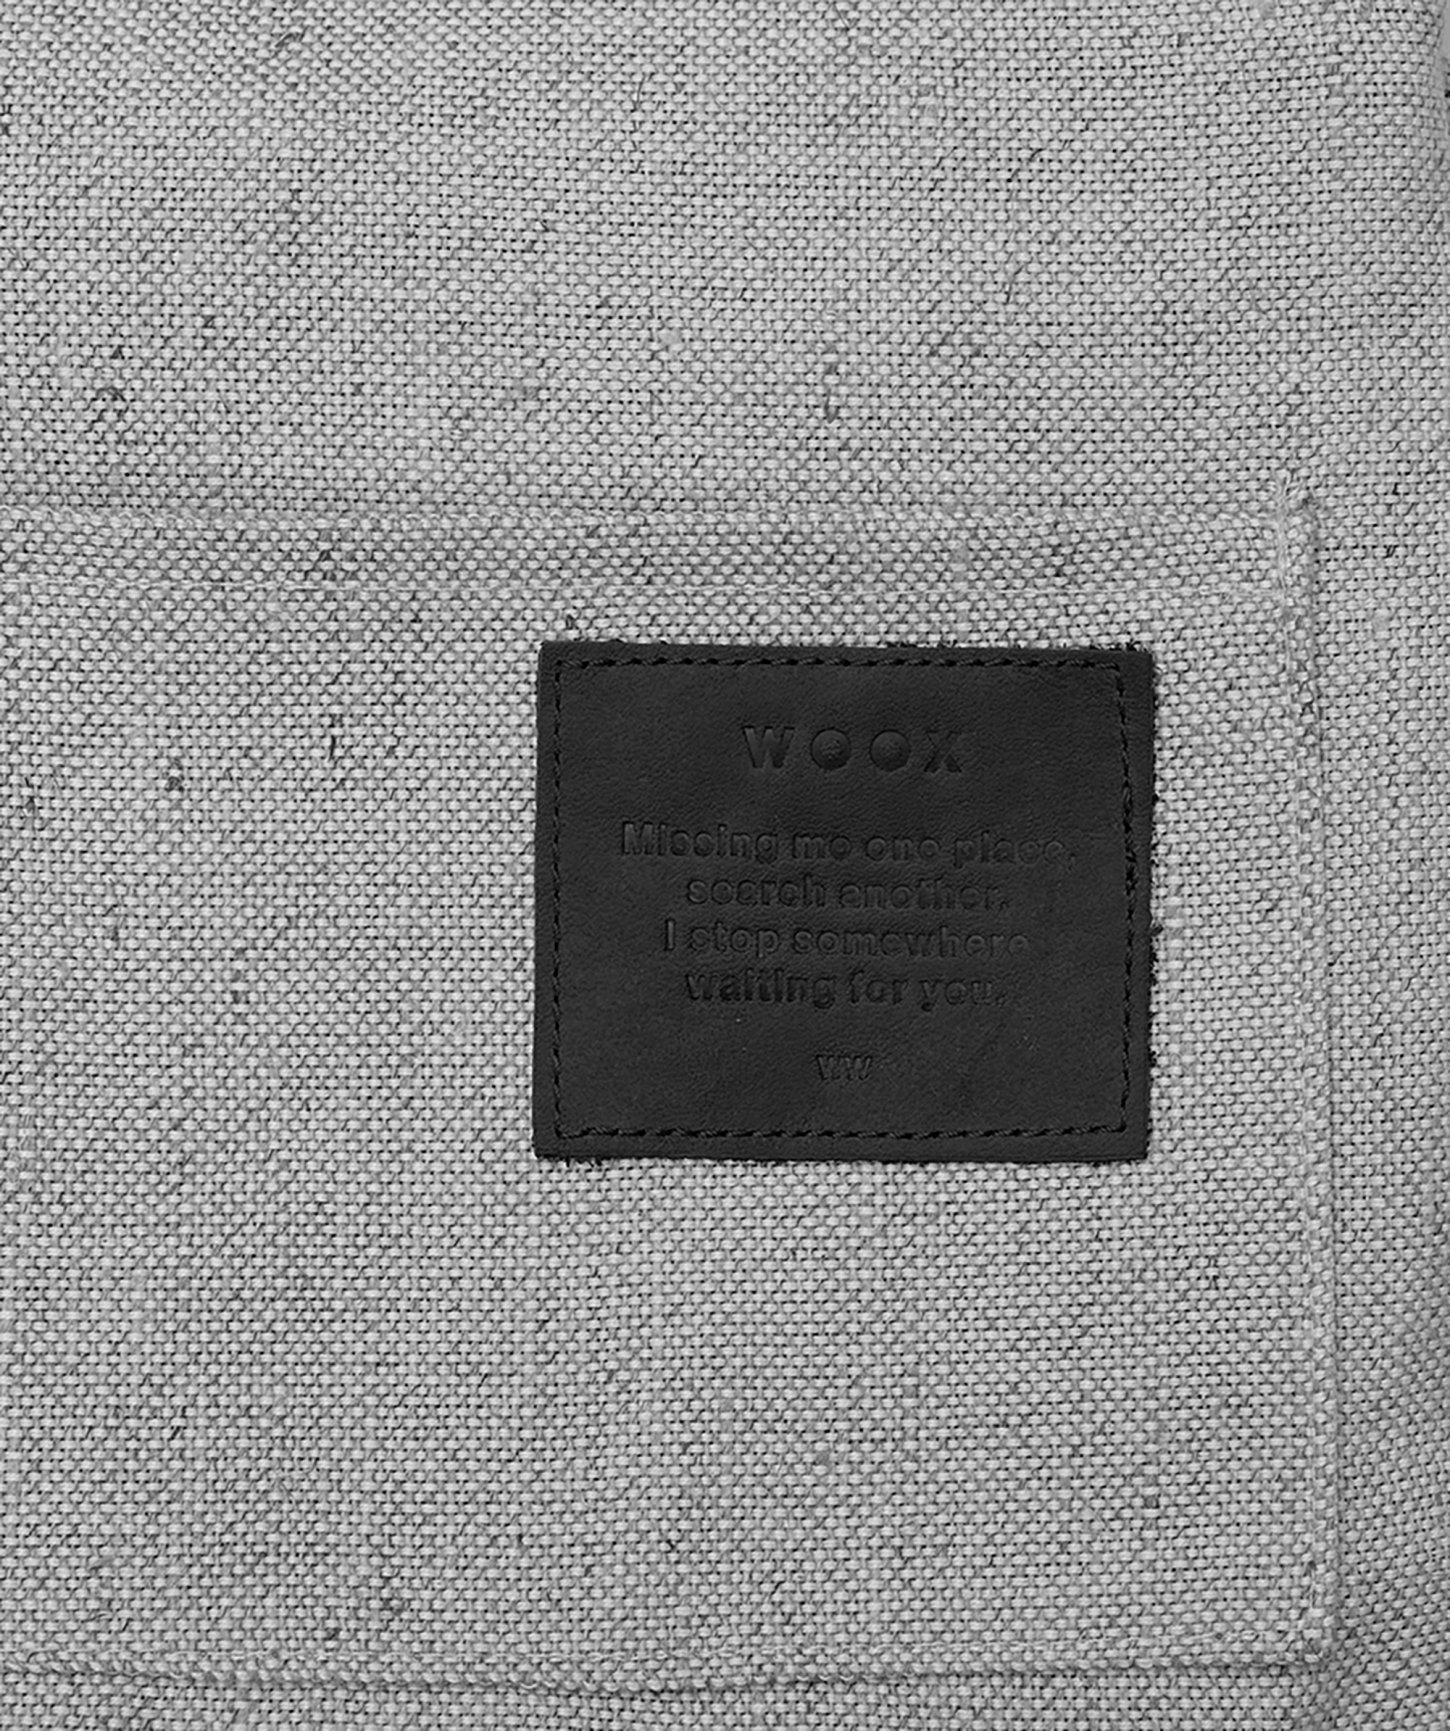 WOOX
Missing me one place,
search another.
I stop somewhere
waiting for you.
WW